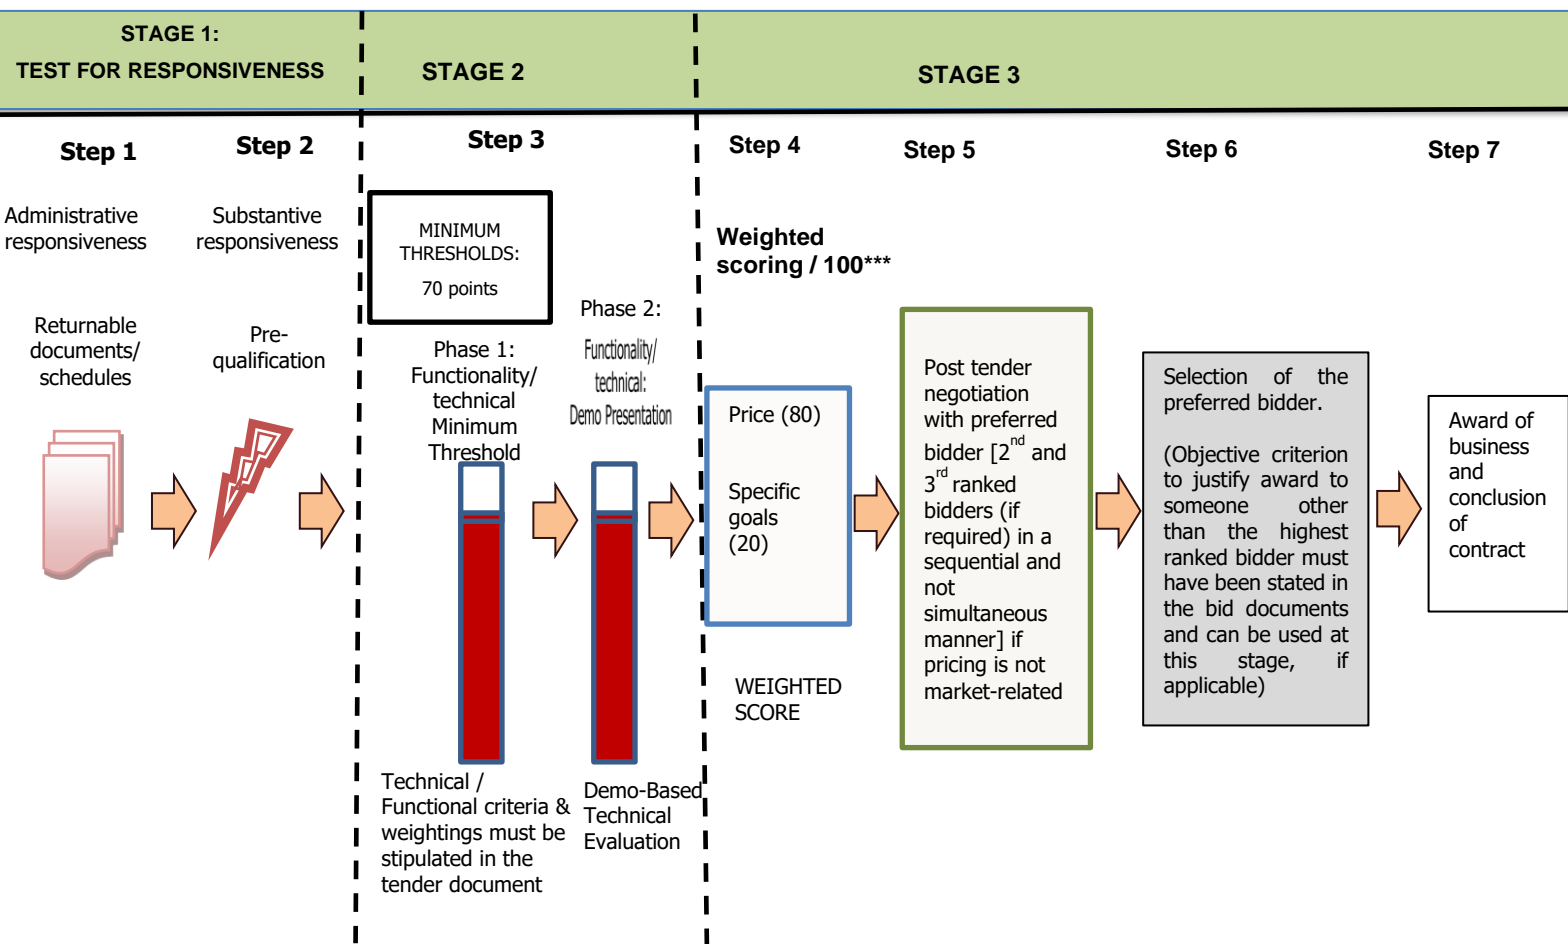 STAGE 1:
TEST FOR RESPONSIVENESS
STAGE 2
STAGE 3
Step 1
Step 2
Step 3
Step 4
Step 5
Step 6
Step 7
Administrative
responsiveness
Returnable
documents/
schedules
Substantive
responsiveness
Pre-
qualification
MINIMUM
THRESHOLDS:
70 points
Phase 1:
Functionality/
technical
Minimum
Threshold
Technical /
Functional criteria &
weightings must be
stipulated in the
tender document
Phase 2:
Functionality/
technical:
Demo Presentation
Demo-Based
Technical
Evaluation
Weighted
scoring / 100***
Price (80)
Specific
goals
(20)
WEIGHTED
SCORE
Post tender
negotiation
with preferred
bidder [2nd and
3rd ranked
bidders (if
required) in a
sequential and
not
simultaneous
manner] if
pricing is not
market-related
Selection of the
preferred bidder.
(Objective criterion
to justify award to
someone other
than the highest
ranked bidder must
have been stated in
the bid documents
and can be used at
this stage, if
applicable)
Award of
business
and
conclusion
of
contract